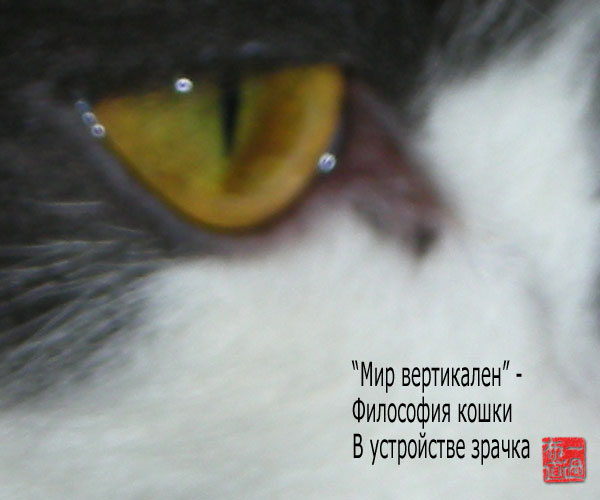 “Мир вертикален” -
Философия кошки
В устройстве зрачка